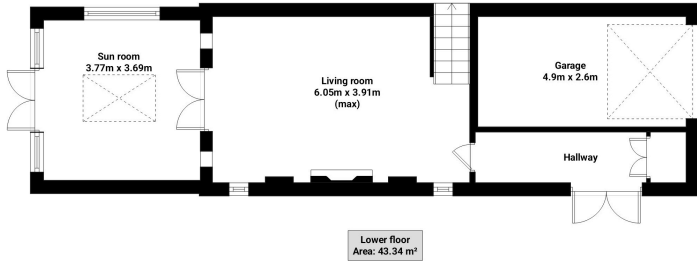 Sun room
3.77m x 3.69m
Living room
6.05m x 3.91m
(max)
Garage
4.9m x 2.6m
Hallway
Lower floor
Area: 43.34 m²